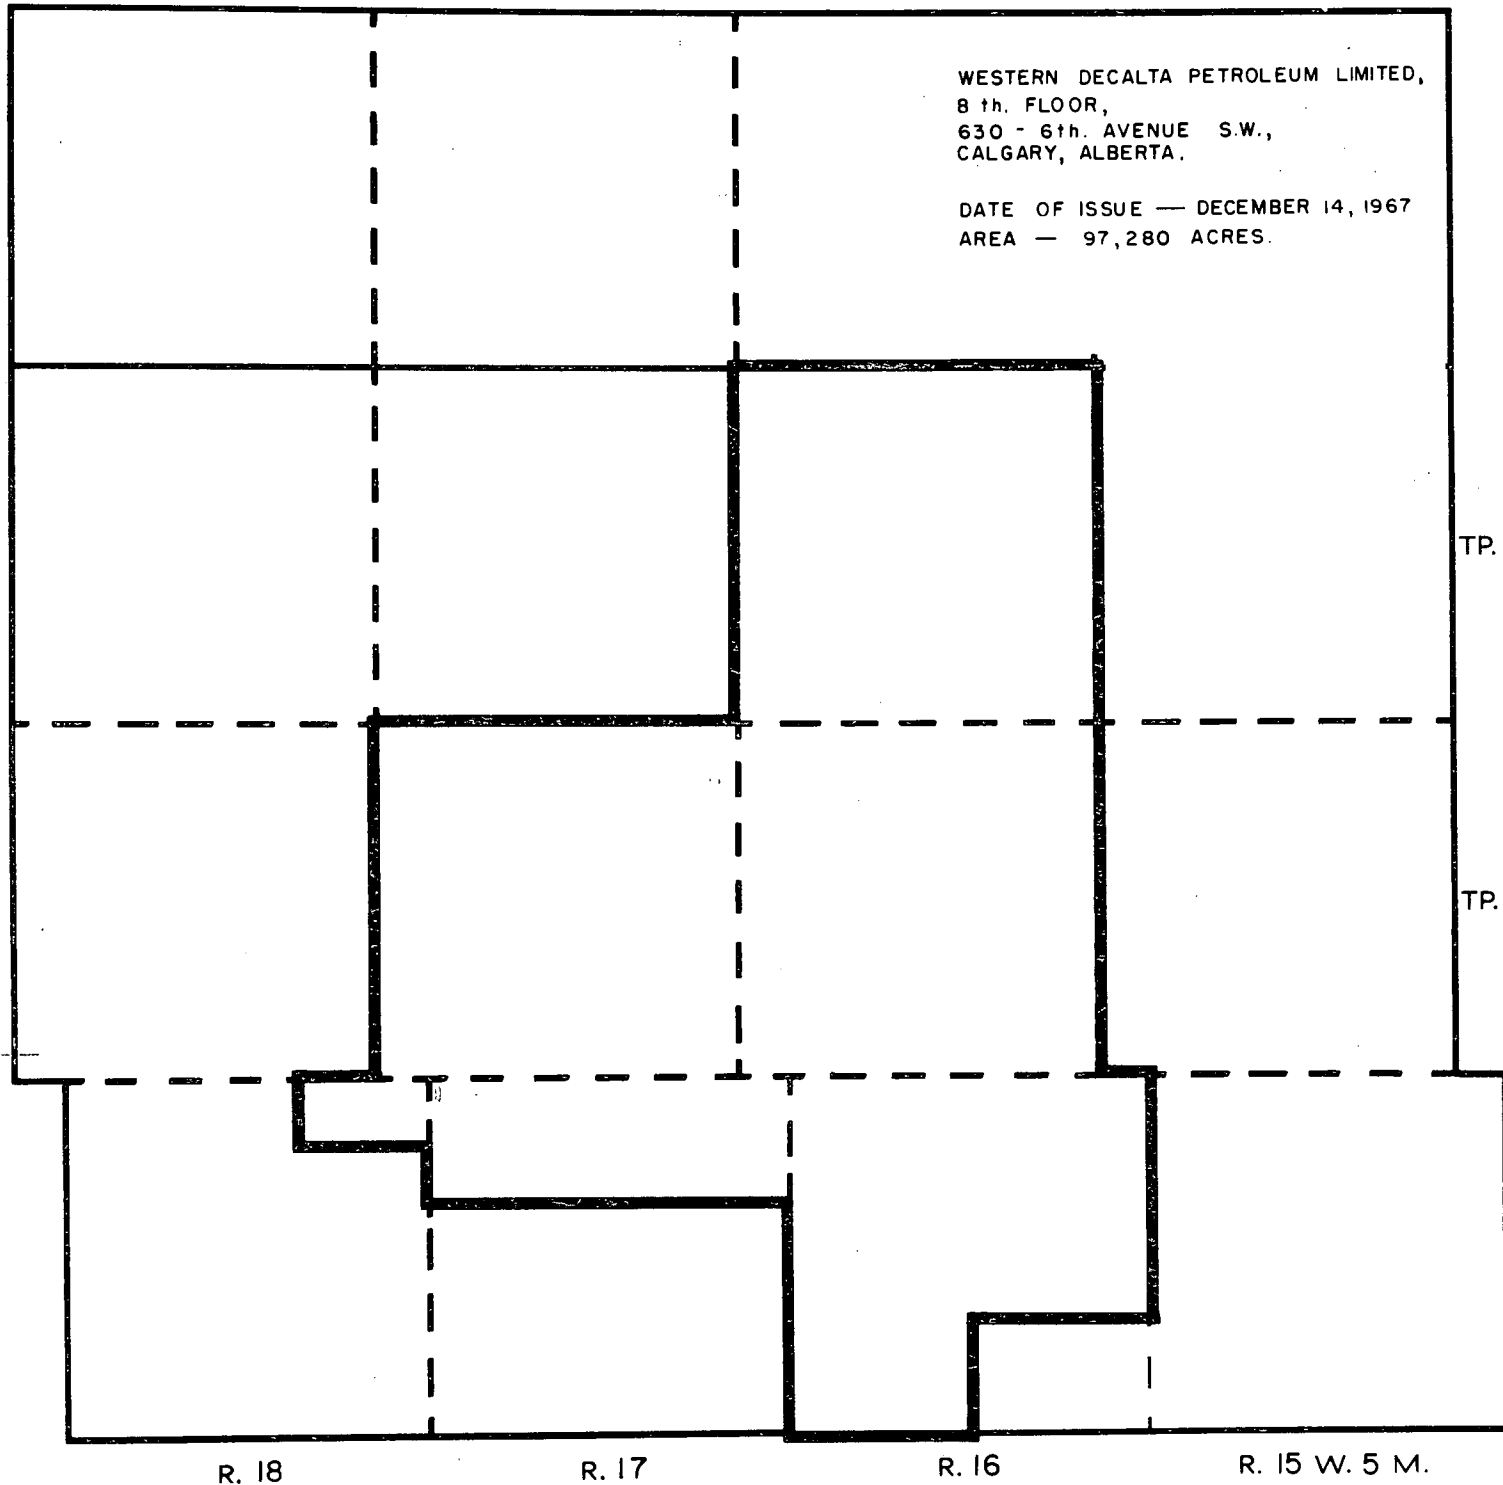 WESTERN DECALTA PETROLEUM LIMITED,
8 th. FLOOR,
630 - 6th. AVENUE S.W.,
CALGARY, ALBERTA.
DATE OF ISSUE — DECEMBER 14, 1967
AREA — 97,280 ACRES.
TP.
TP.
R. 18
R. 17
R. 16
R. 15 W. 5 M.